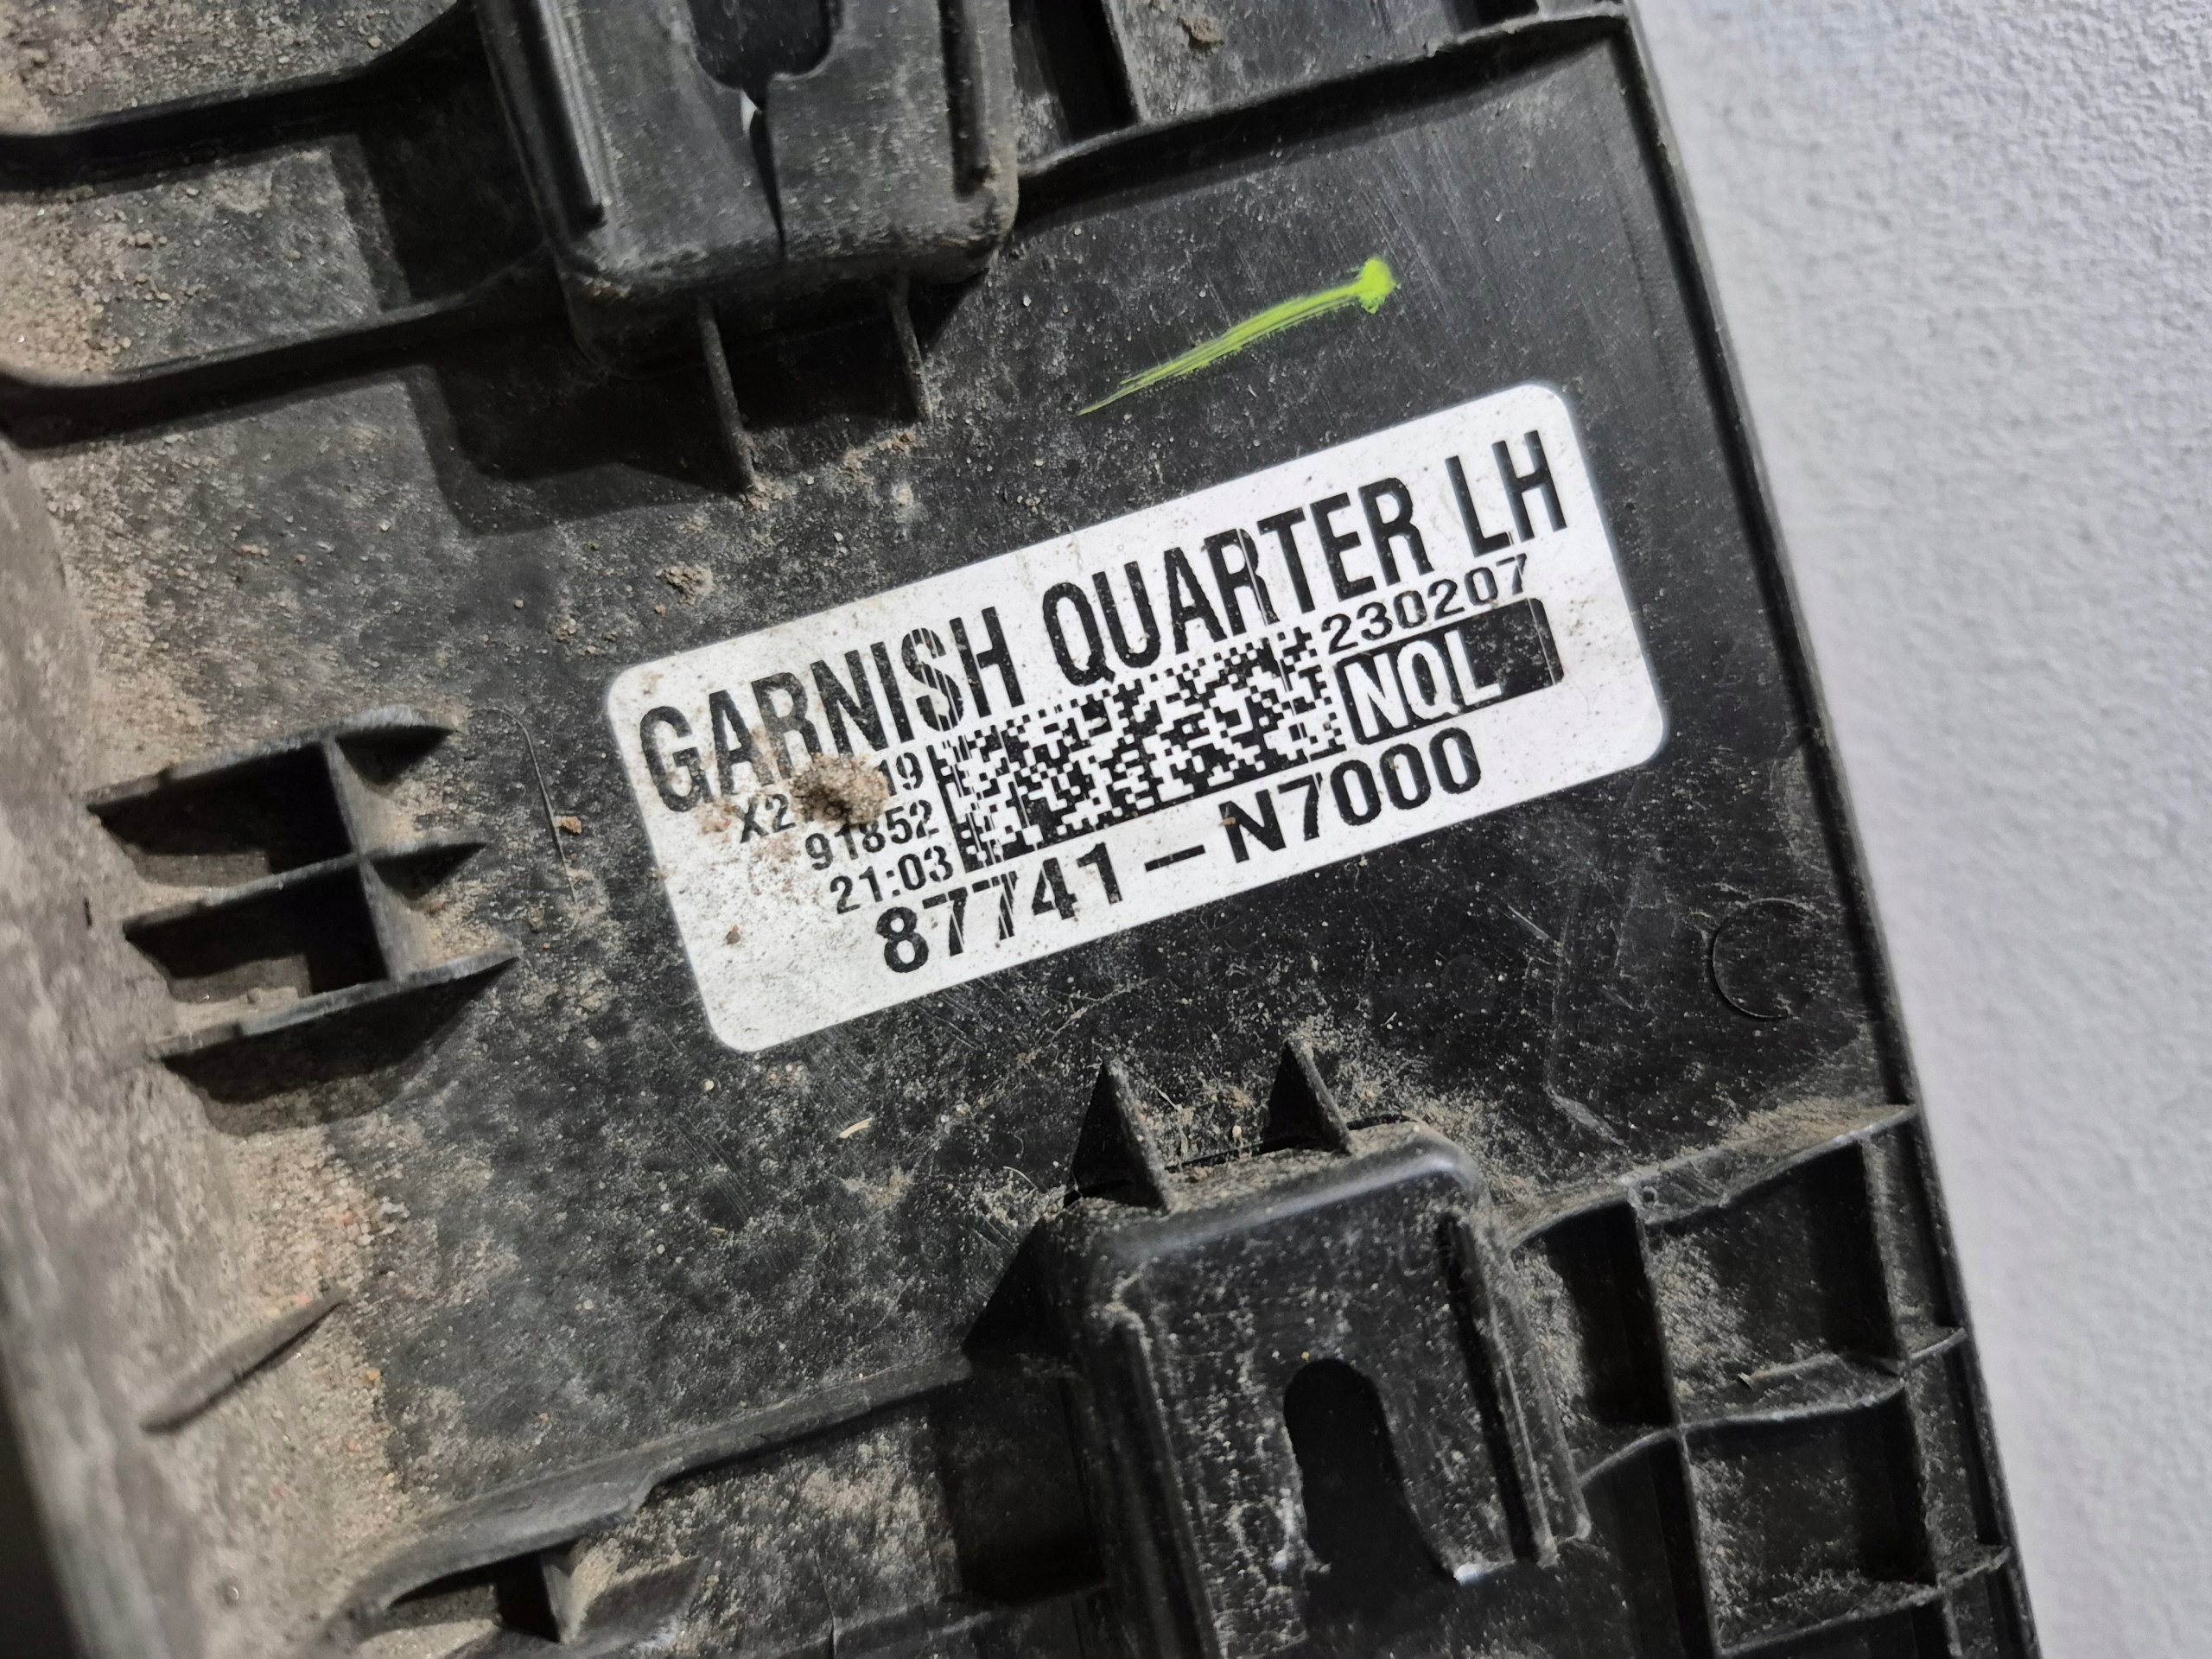 GARNISH QUARTER LH
230207
NQL
91852
21:03
87741-N7000